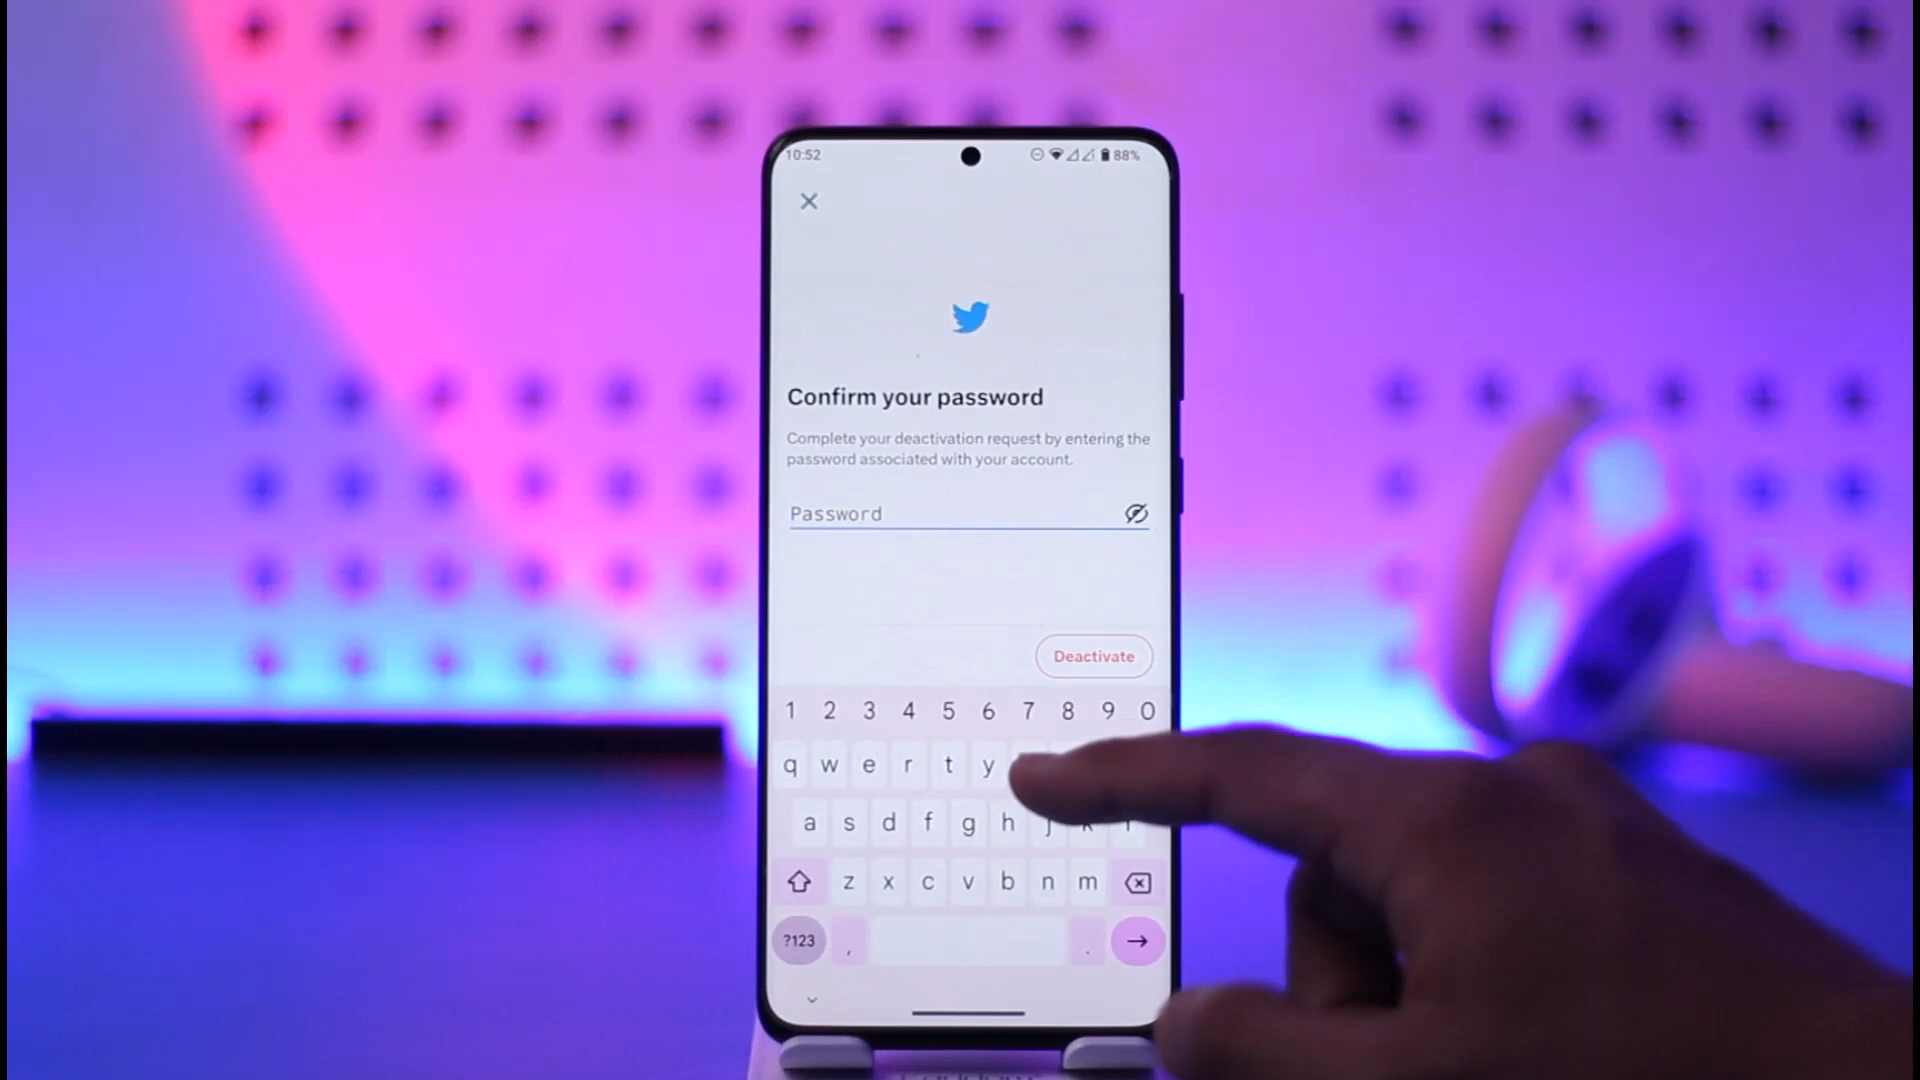 10:52
88%
Confirm your password
Complete your deactivation request by entering the
password associated with your account.
Password
Deactivate
1 2 3 4 5 6 7 8 9 0
q w e r t y
a s d f g h j k l
z x c v b n m
?123 , .